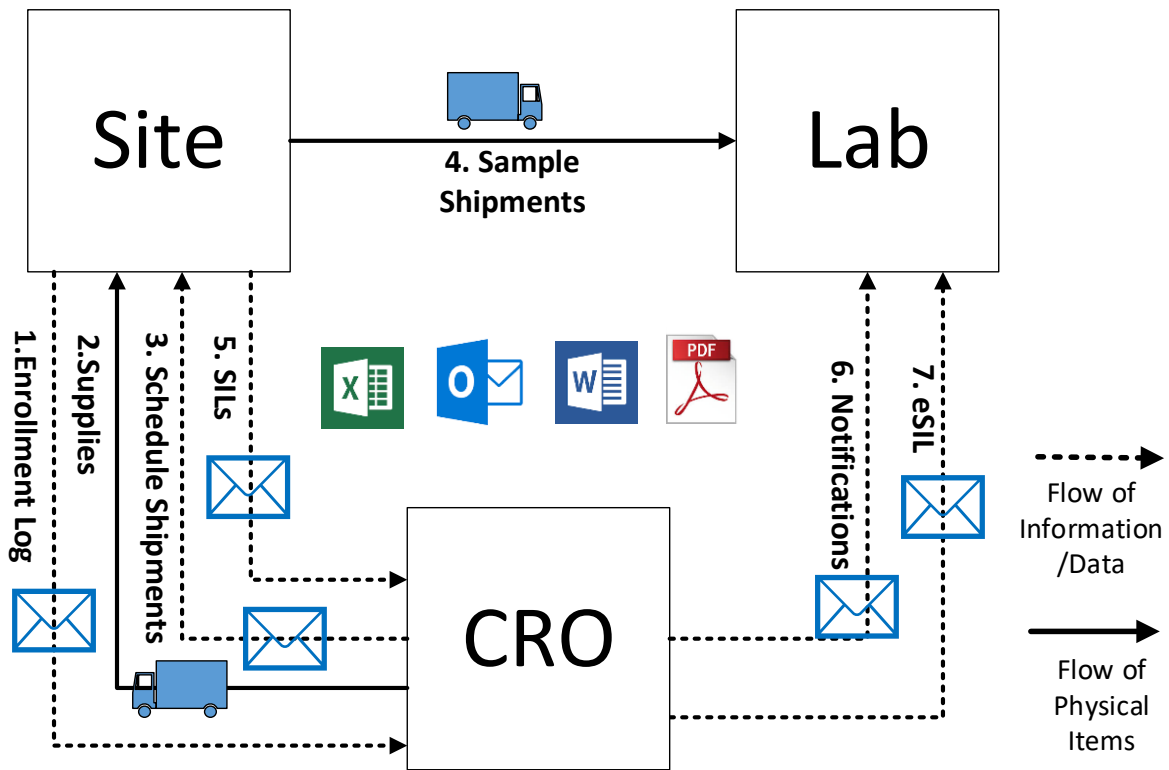 Site
Lab
4. Sample
Shipments
1.Enrollment Log
2.Supplies
3. Schedule Shipments
5. SILs
X
O
W
PDF
6. Notifications
7. eSIL
CRO
Flow of
Information
/Data
Flow of
Physical
Items